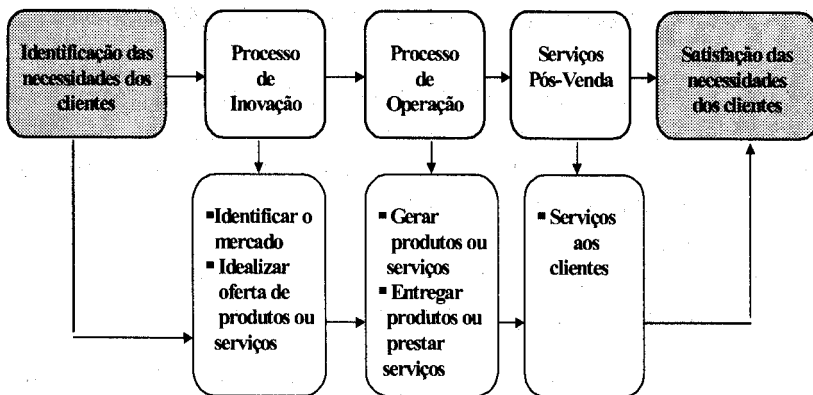 Identificação das
necessidades dos
clientes
Processo
de
Inovação
Processo
de
Operação
Serviços
Pós-Venda
Satisfação das
necessidades
dos clientes
▪Identificar o
mercado
▪ Idealizar
oferta de
produtos ou
serviços
▪ Gerar
produtos ou
serviços
▪ Entregar
produtos ou
prestar
serviços
▪ Serviços
aos
clientes